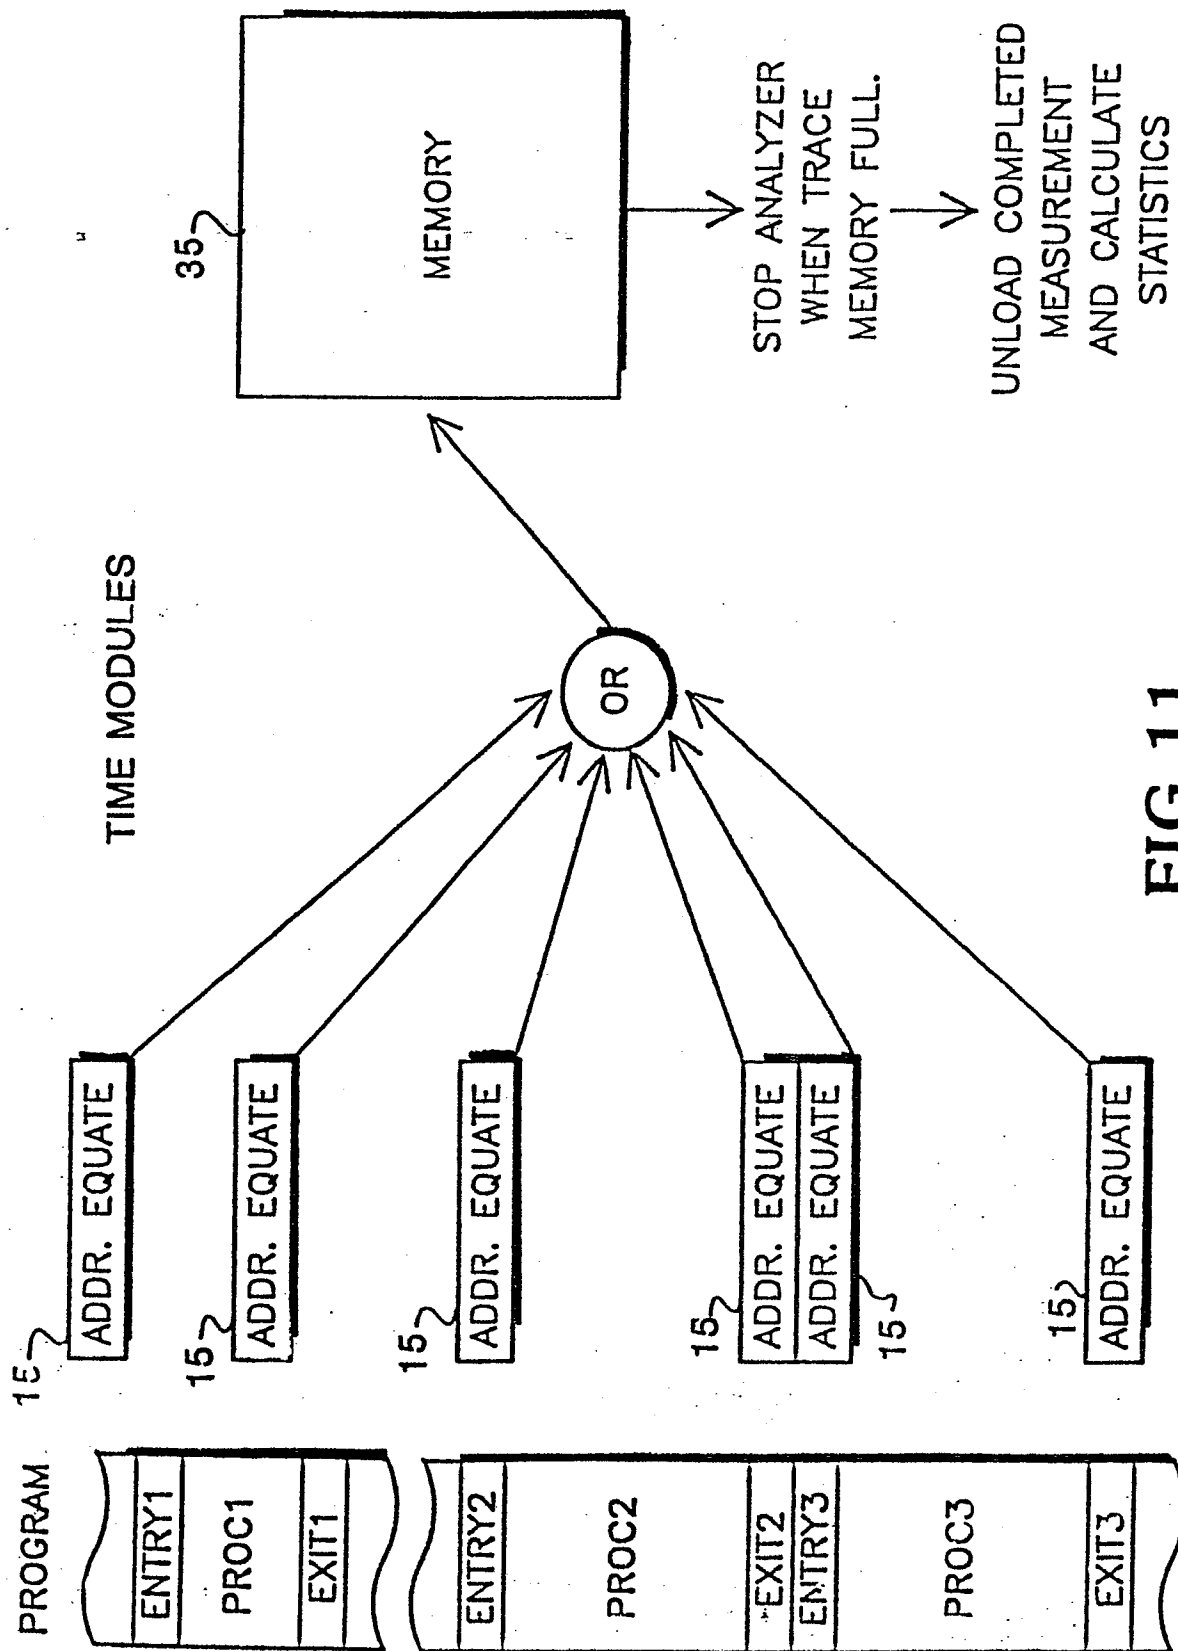 TIME MODULES
PROGRAM
ENTRY1
PROC1
EXIT1
ENTRY2
PROC2
EXIT2
ENTRY3
PROC3
EXIT3
15
ADDR. EQUATE
15
ADDR. EQUATE
15
ADDR. EQUATE
15
ADDR. EQUATE
ADDR. EQUATE
15
15
ADDR. EQUATE
OR
35
MEMORY
STOP ANALYZER
WHEN TRACE
MEMORY FULL.
UNLOAD COMPLETED
MEASUREMENT
AND CALCULATE
STATISTICS
FIG 11